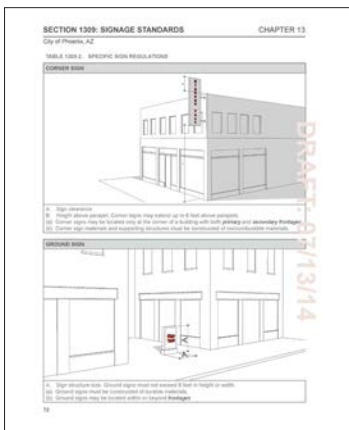 SECTION 1309: SIGNAGE STANDARDS CHAPTER 13
City of Phoenix, AZ
TABLE 1309.2. SPECIFIC SIGN REGULATIONS
CORNER SIGN
A Sign clearance
B Height above parapet. Corner signs may extend up to 6 feet above parapets.
(a) Corner signs may be located only at the corner of a building with both primary and secondary frontages
(b) Corner sign materials and supporting structures must be constructed of noncombustible materials.
GROUND SIGN
A. Sign structure size. Ground signs must not exceed 6 feet in height or width.
(a) Ground signs must be constructed of durable materials.
(b) Ground signs may be located within or beyond frontages
DRAFT- 07/13/14